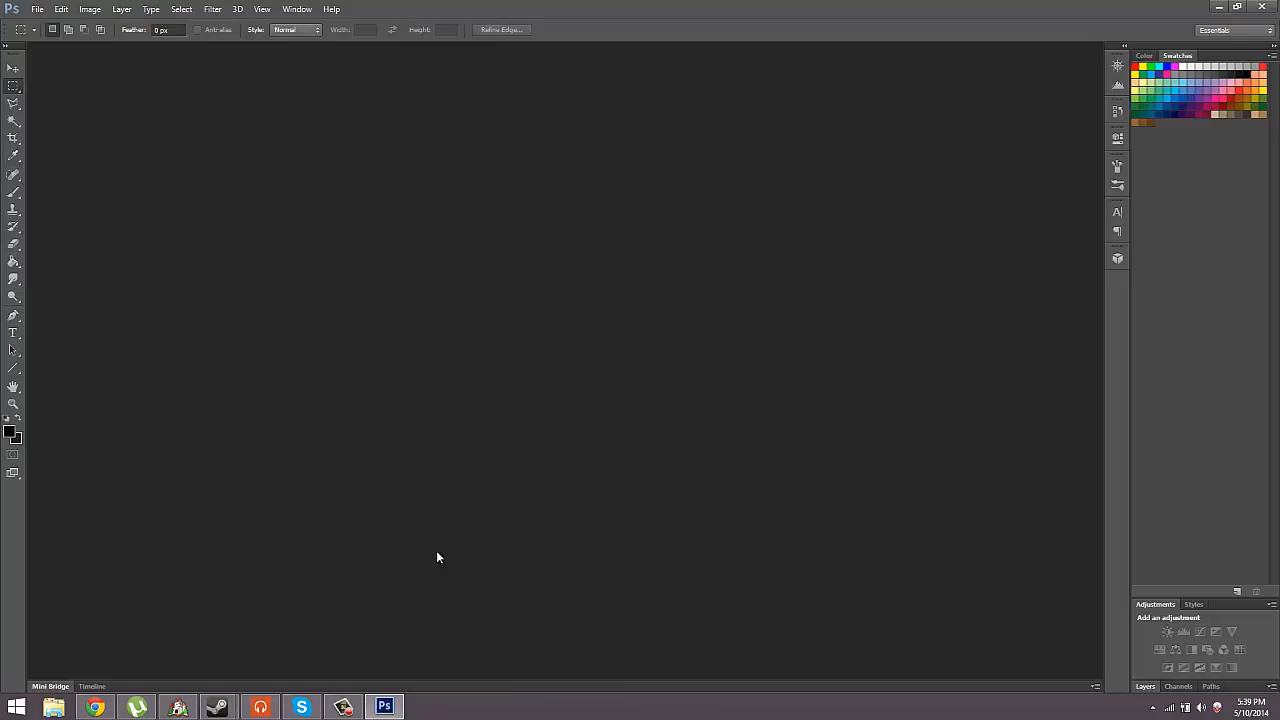 Ps File Edit Image Layer Type Select Filter 3D View Window Help
Feather: 0 px Anti-alias Style: Normal Width: Height: Refine Edge... Essentials
Color Swatches
A
T
Adjustments Styles
Add an adjustment
Mini Bridge Timeline Layers Channels Paths
S Ps 5:39 PM
5/10/2014